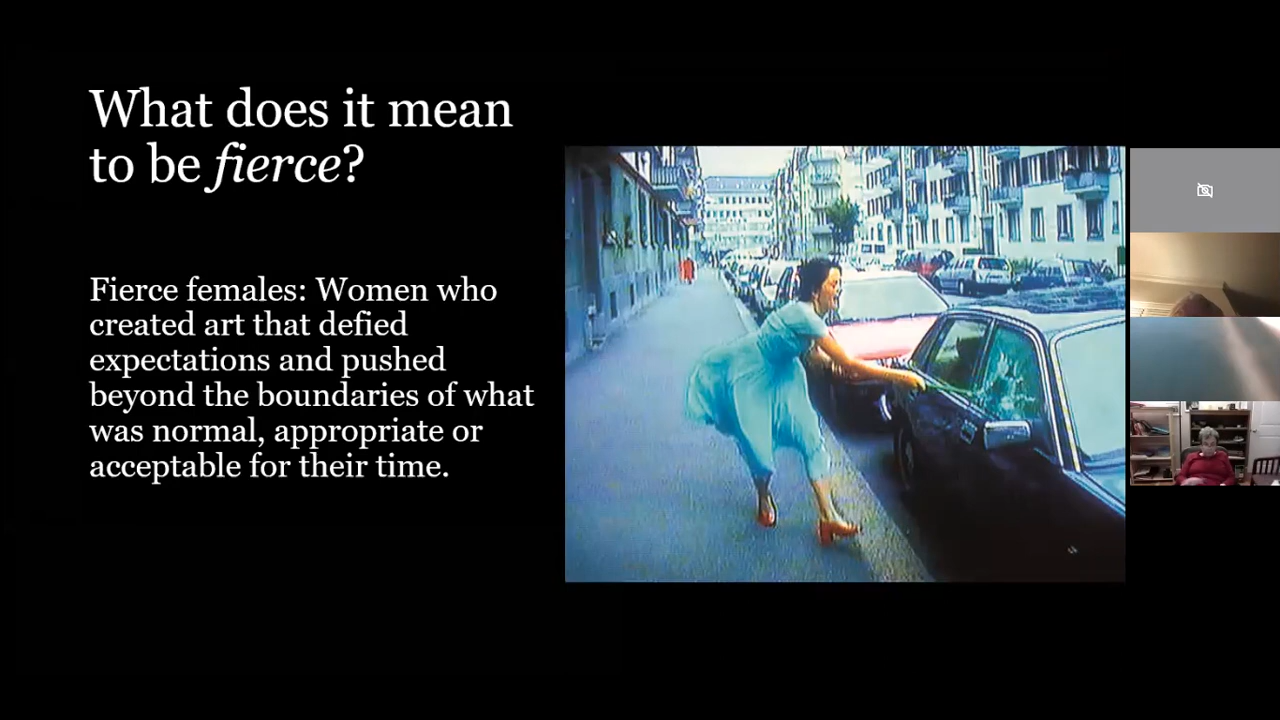 What does it mean
to be fierce?
Fierce females: Women who
created art that defied
expectations and pushed
beyond the boundaries of what
was normal, appropriate or
acceptable for their time.